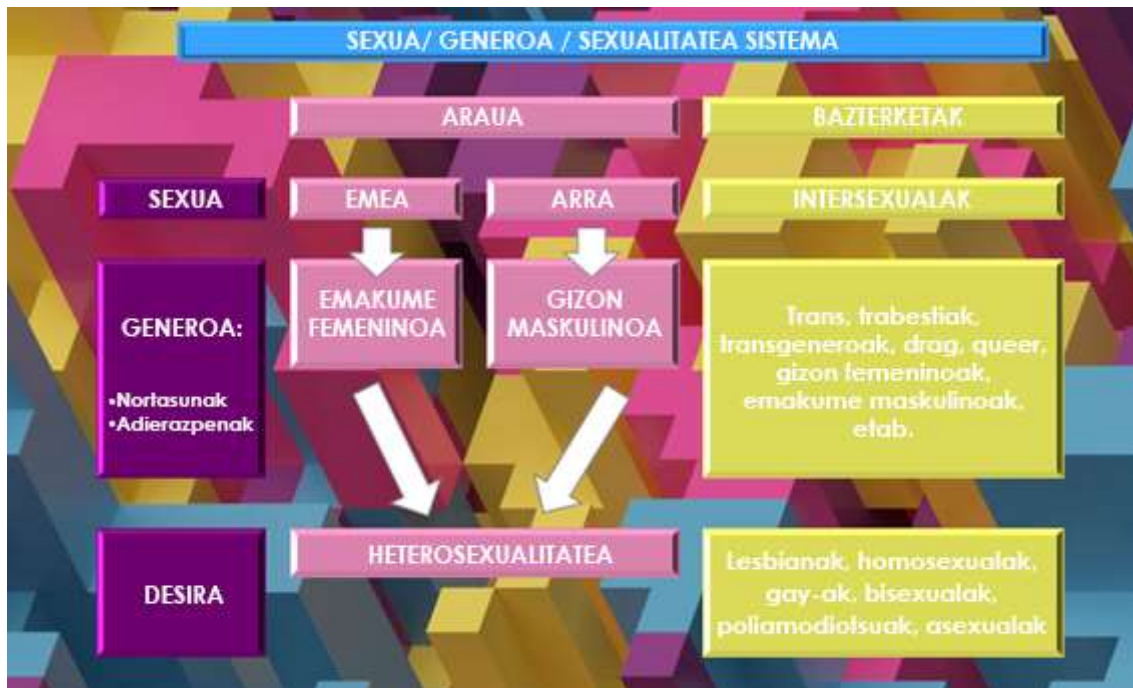 SEXUA/ GENEROA / SEXUALITATEA SISTEMA
ARAUA
BAZTERKETAK
SEXUA
EMEA
ARRA
INTERSEXUALAK
GENEROA:
•Nortasunak
•Adierazpenak
EMAKUME
FEMENINOA
GIZON
MASKULINOA
Trans, trabestiak,
transgeneroak, drag, queer,
gizon femeninoak,
emakume maskulinoak,
etab.
DESIRA
HETEROSEXUALITATEA
Lesbianak, homosexualak,
gay-ak, bisexualak,
poliamodiotsuak, asexualak